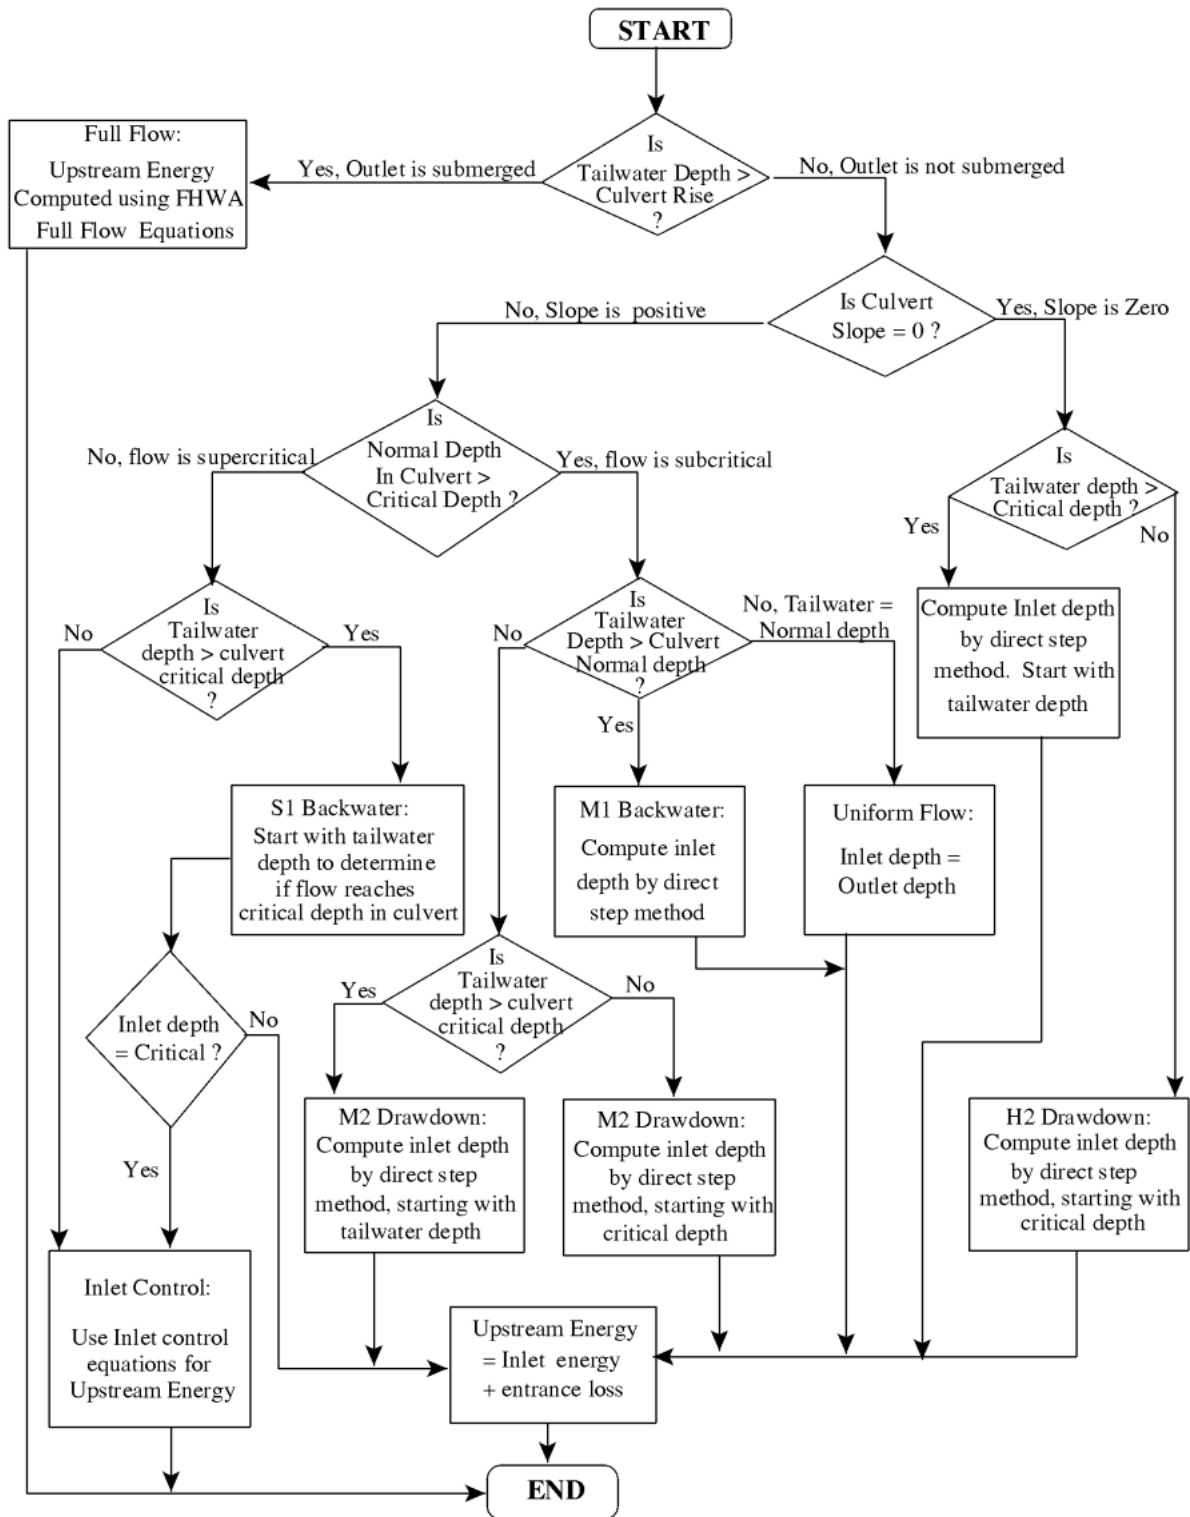 START
Full Flow:
Upstream Energy
Computed using FHWA
Full Flow Equations
Yes, Outlet is submerged
Is
Tailwater Depth >
Culvert Rise
?
No, Outlet is not submerged
No, Slope is positive
Is Culvert
Slope = 0 ?
Yes, Slope is Zero
No, flow is supercritical
Is
Normal Depth
In Culvert >
Critical Depth ?
Yes, flow is subcritical
Is
Tailwater depth >
Critical depth ?
Yes
No
No
Is
Tailwater
depth > culvert
critical depth
?
Yes
No
Is
Tailwater
Depth > Culvert
Normal depth
?
No, Tailwater =
Normal depth
Yes
Compute Inlet depth
by direct step
method. Start with
tailwater depth
S1 Backwater:
Start with tailwater
depth to determine
if flow reaches
critical depth in culvert
M1 Backwater:
Compute inlet
depth by direct
step method
Uniform Flow:
Inlet depth =
Outlet depth
Inlet depth
= Critical ?
No
Yes
Yes
Is
Tailwater
depth > culvert
critical depth
?
No
M2 Drawdown:
Compute inlet depth
by direct step
method, starting with
tailwater depth
M2 Drawdown:
Compute inlet depth
by direct step
method, starting with
critical depth
H2 Drawdown:
Compute inlet depth
by direct step
method, starting with
critical depth
Inlet Control:
Use Inlet control
equations for
Upstream Energy
Upstream Energy
= Inlet energy
+ entrance loss
END